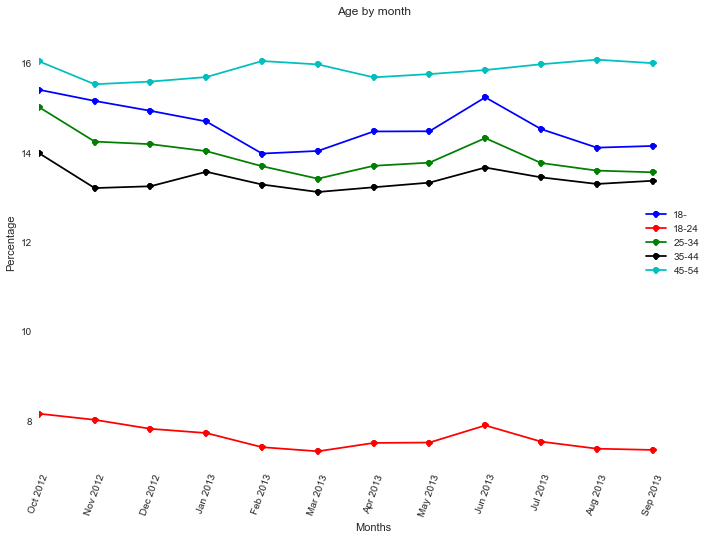 Age by month
Percentage
16
14
12
10
8
18-
18-24
25-34
35-44
45-54
Oct 2012
Nov 2012
Dec 2012
Jan 2013
Feb 2013
Mar 2013
Apr 2013
May 2013
Jun 2013
Jul 2013
Aug 2013
Sep 2013
Months